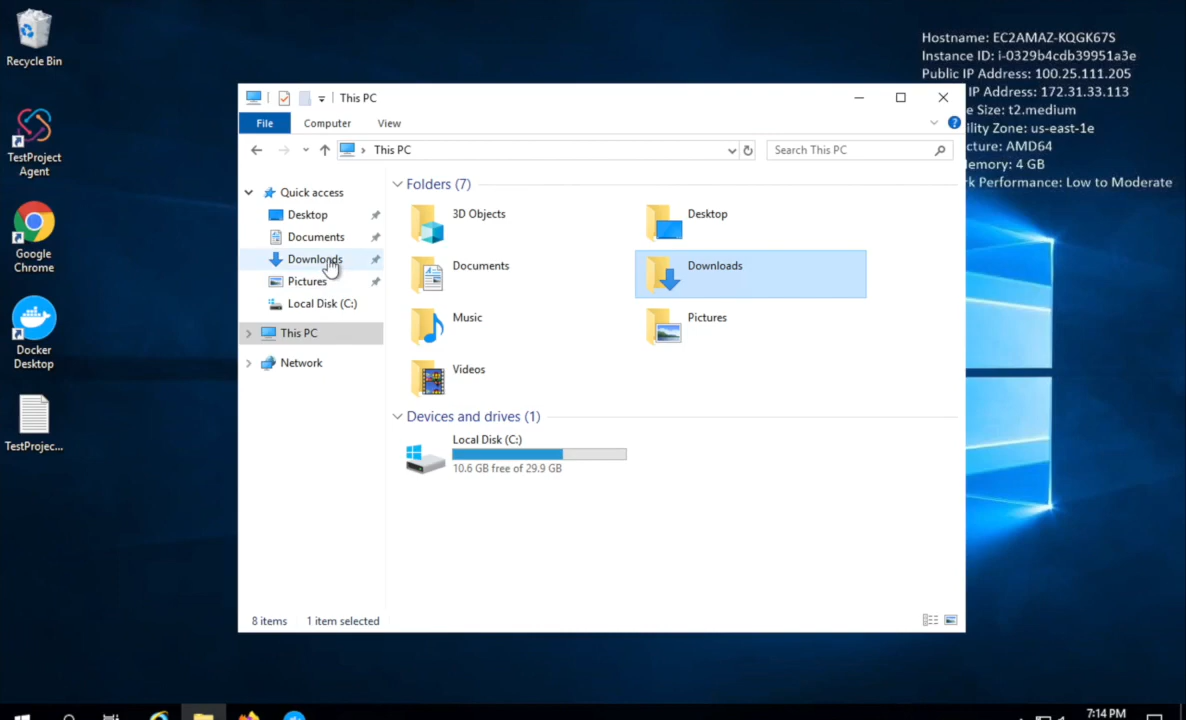 Recycle Bin
TestProject
Agent
Google
Chrome
Docker
Desktop
TestProjec...
Hostname: EC2AMAZ-KQGK67S
Instance ID: i-0329b4cdb39951a3e
Public IP Address: 100.25.111.205
IP Address: 172.31.33.113
e Size: t2.medium
ility Zone: us-east-1e
cture: AMD64
emory: 4 GB
k Performance: Low to Moderate
This PC
File
Computer
View
This PC
Search This PC
Quick access
Desktop
Documents
Downloads
Pictures
Local Disk (C:)
This PC
Network
Folders (7)
3D Objects
Desktop
Documents
Downloads
Music
Pictures
Videos
Devices and drives (1)
Local Disk (C:)
10.6 GB free of 29.9 GB
8 items
1 item selected
7:14 PM